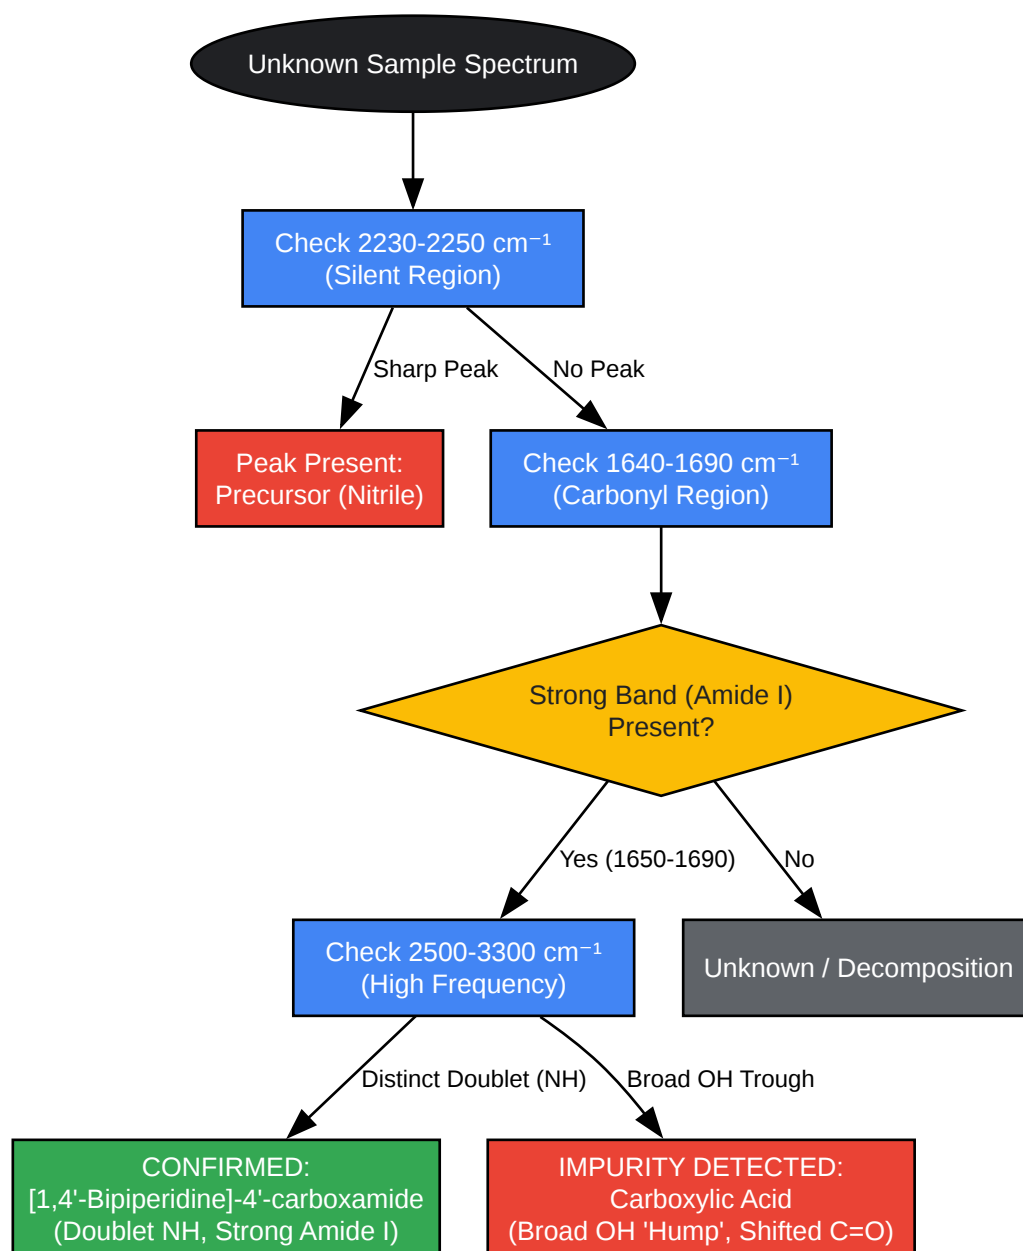 Unknown Sample Spectrum
Check 2230-2250 cm⁻¹
(Silent Region)
Sharp Peak
No Peak
Peak Present:
Precursor (Nitrile)
Check 1640-1690 cm⁻¹
(Carbonyl Region)
Strong Band (Amide I)
Present?
Yes (1650-1690)
No
Check 2500-3300 cm⁻¹
(High Frequency)
Unknown / Decomposition
Distinct Doublet (NH)
Broad OH Trough
CONFIRMED:
[1,4'-Bipiperidine]-4'-carboxamide
(Doublet NH, Strong Amide I)
IMPURITY DETECTED:
Carboxylic Acid
(Broad OH 'Hump', Shifted C=O)